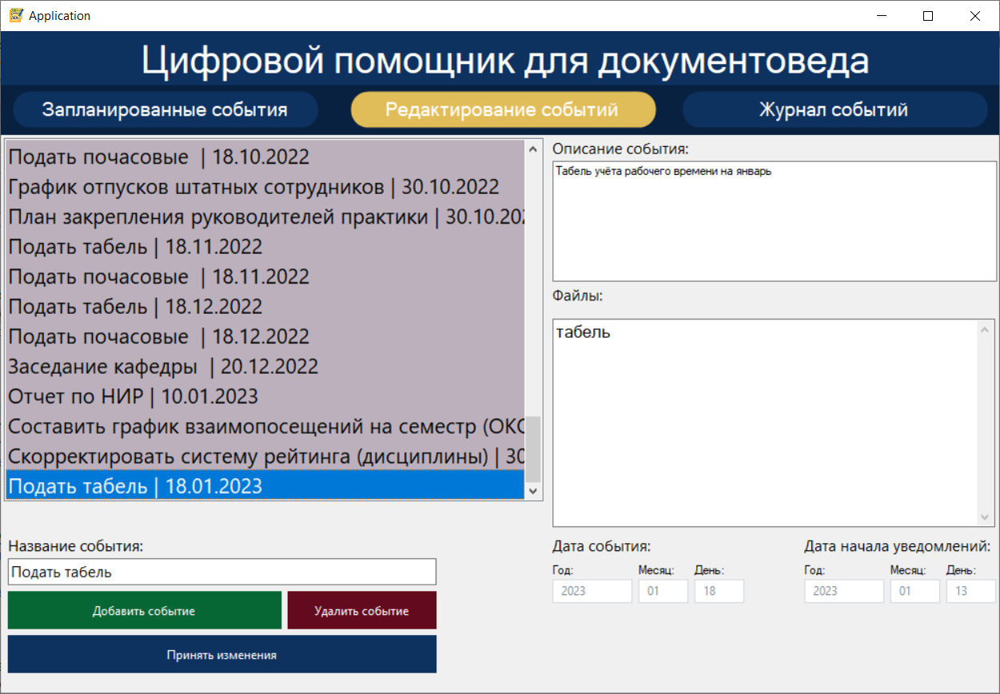 Application
Цифровой помощник для документоведа
Запланированные события
Редактирование событий
Журнал событий
Подать почасовые | 18.10.2022
График отпусков штатных сотрудников | 30.10.2022
План закрепления руководителей практики | 30.10.202
Подать табель | 18.11.2022
Подать почасовые | 18.11.2022
Подать табель | 18.12.2022
Подать почасовые | 18.12.2022
Заседание кафедры | 20.12.2022
Отчет по НИР | 10.01.2023
Составить график взаимопосещений на семестр (ОКО
Скорректировать систему рейтинга (дисциплины) | 30
Подать табель | 18.01.2023
Название события:
Подать табель
Добавить событие
Удалить событие
Принять изменения
Описание события:
Табель учёта рабочего времени на январь
Файлы:
табель
Дата события:
Год: Месяц: День:
2023 01 18
Дата начала уведомлений:
Год: Месяц: День:
2023 01 13